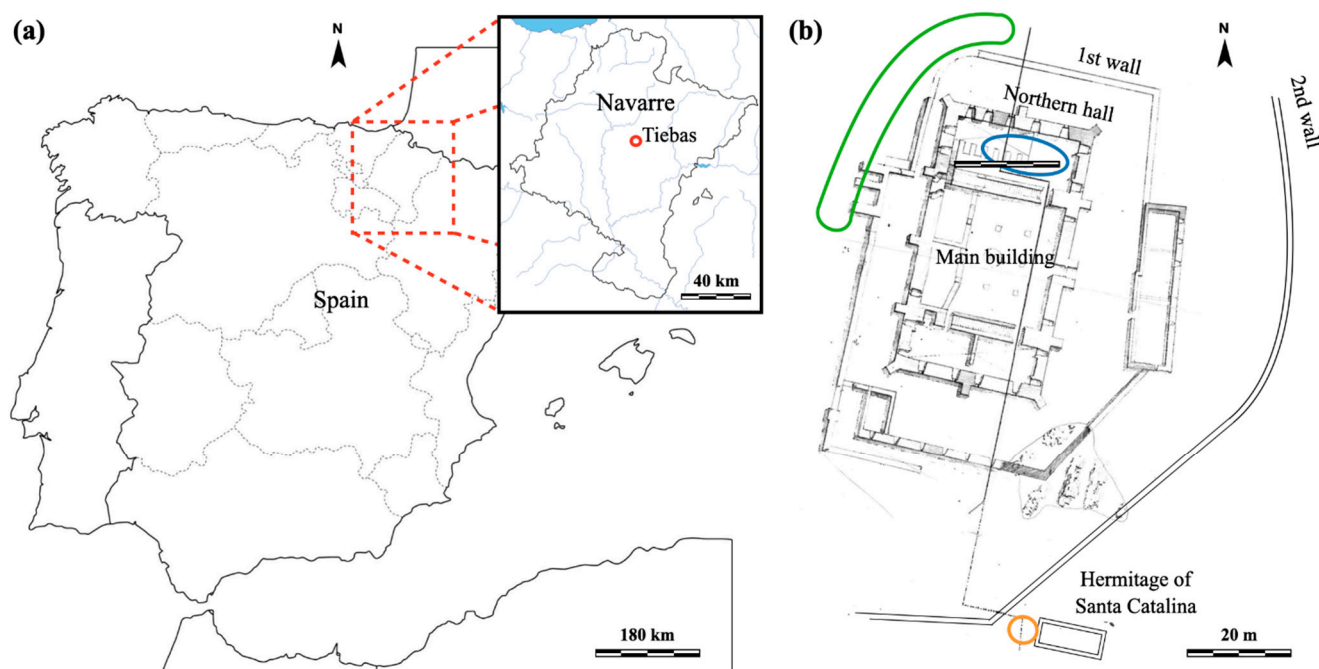 (a)
N
Navarre
Tiebas
40 km
Spain
180 km
(b)
N
1st wall
2nd wall
Northern hall
Main building
Hermitage of
Santa Catalina
20 m